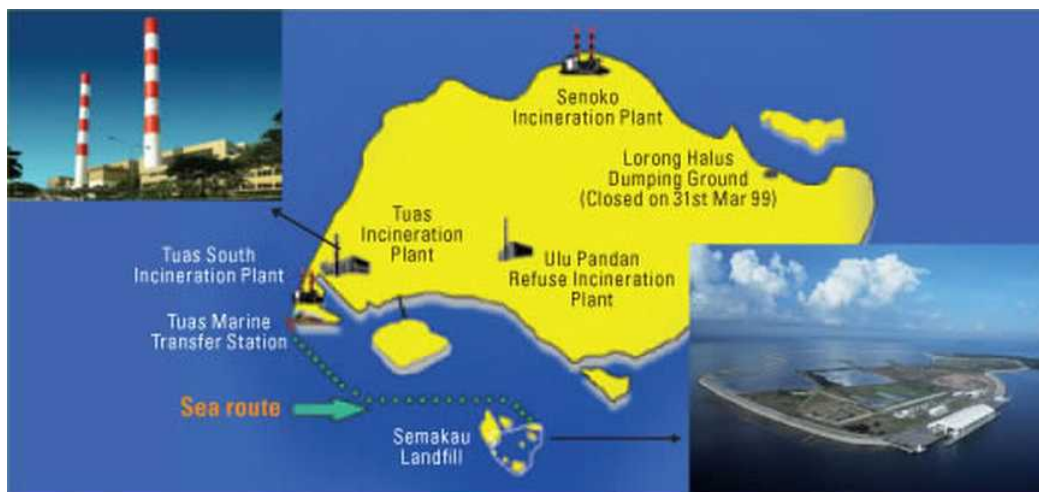 Senoko
Incineration Plant
Lorong Halus
Dumping Ground
(Closed on 31st Mar 99)
Tuas
Incineration
Plant
Tuas South
Incineration Plant
Ulu Pandan
Refuse Incineration
Plant
Tuas Marine
Transfer Station
Sea route
Semakau
Landfill